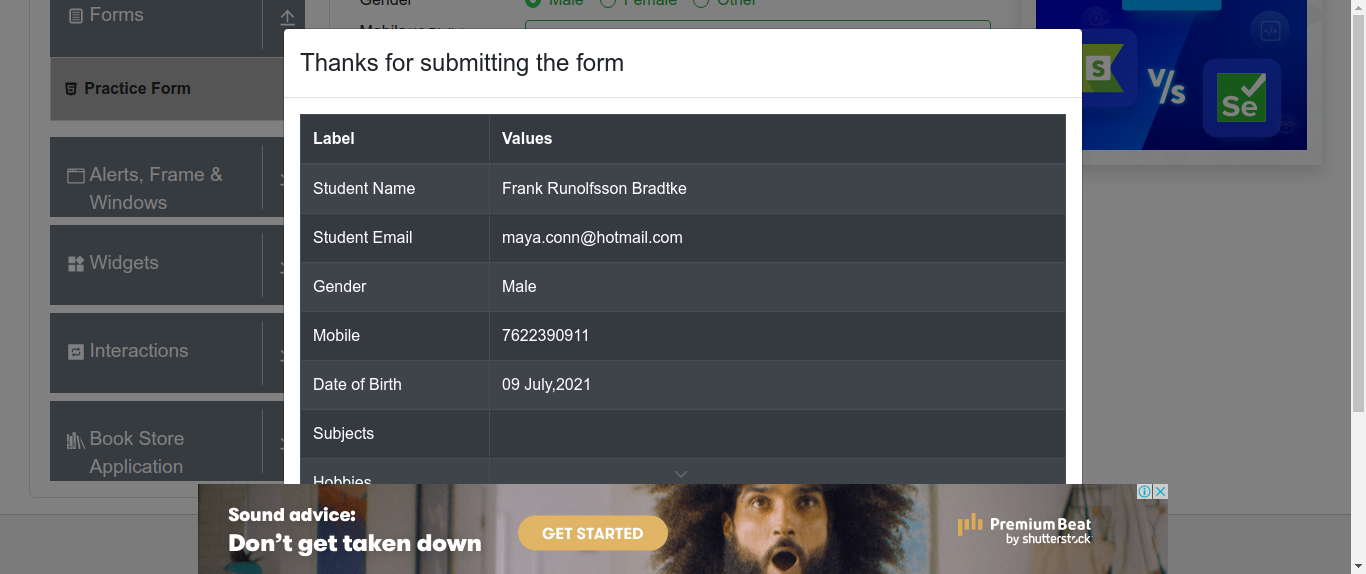 Forms
Gender
Male
Female
Other
Practice Form
Alerts, Frame &
Windows
Widgets
Interactions
Book Store
Application
Thanks for submitting the form
Label Values
Student Name Frank Runolfsson Bradtke
Student Email maya.conn@hotmail.com
Gender Male
Mobile 7622390911
Date of Birth 09 July,2021
Subjects
Hobbies
S
V/s
Se
Sound advice:
Don't get taken down
GET STARTED
PremiumBeat
by shutterstock